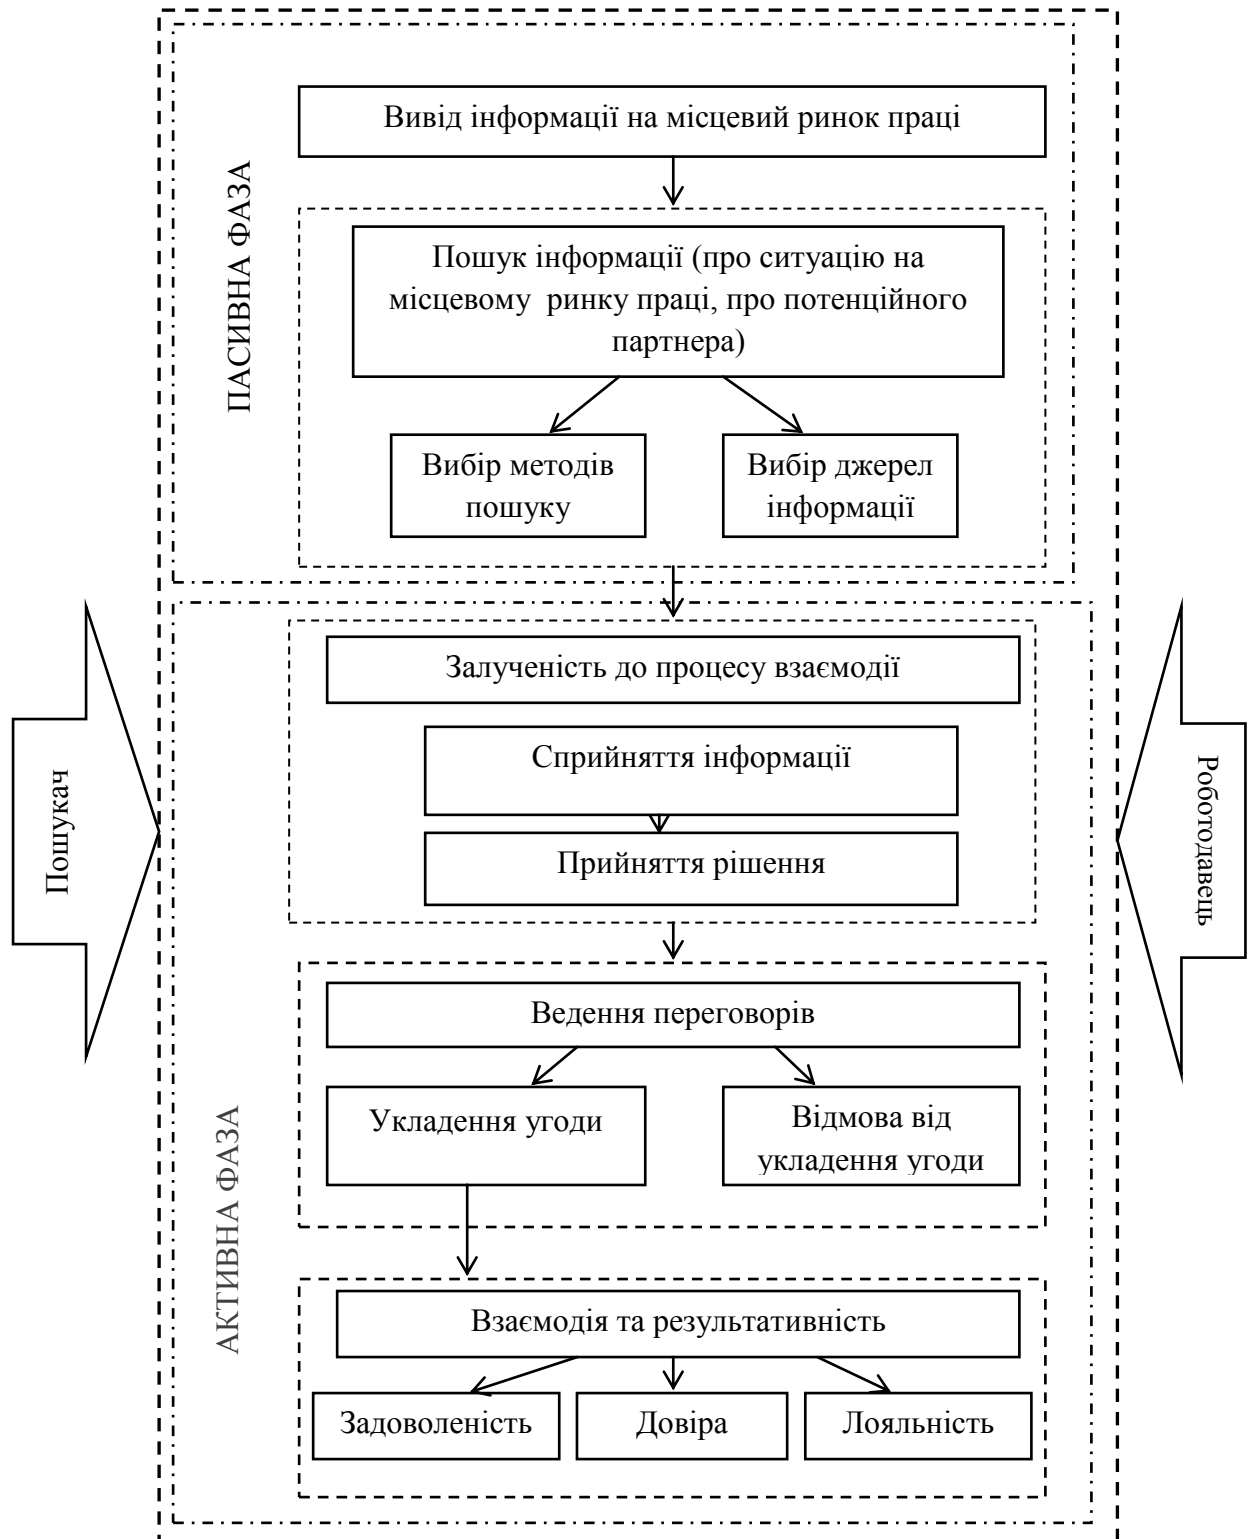 Вивід інформації на місцевий ринок праці
ПАСИВНА ФАЗА
Пошук інформації (про ситуацію на
місцевому ринку праці, про потенційного
партнера)
Вибір методів
пошуку
Вибір джерел
інформації
Залученість до процесу взаємодії
Сприйняття інформації
Прийняття рішення
Пошукач
Роботодавець
АКТИВНА ФАЗА
Ведення переговорів
Укладення угоди
Відмова від
укладення угоди
Взаємодія та результативність
Задоволеність
Довіра
Лояльність